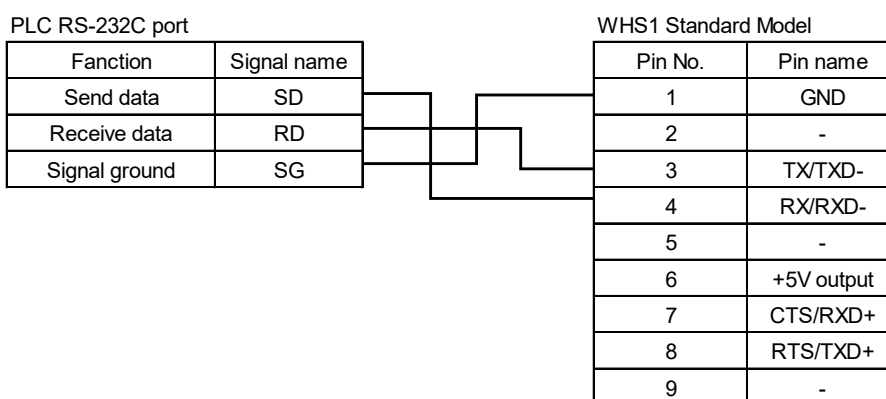 PLC RS-232C port
Fanction Signal name
Send data SD
Receive data RD
Signal ground SG
WHS1 Standard Model
Pin No. Pin name
1 GND
2 -
3 TX/TXD-
4 RX/RXD-
5 -
6 +5V output
7 CTS/RXD+
8 RTS/TXD+
9 -